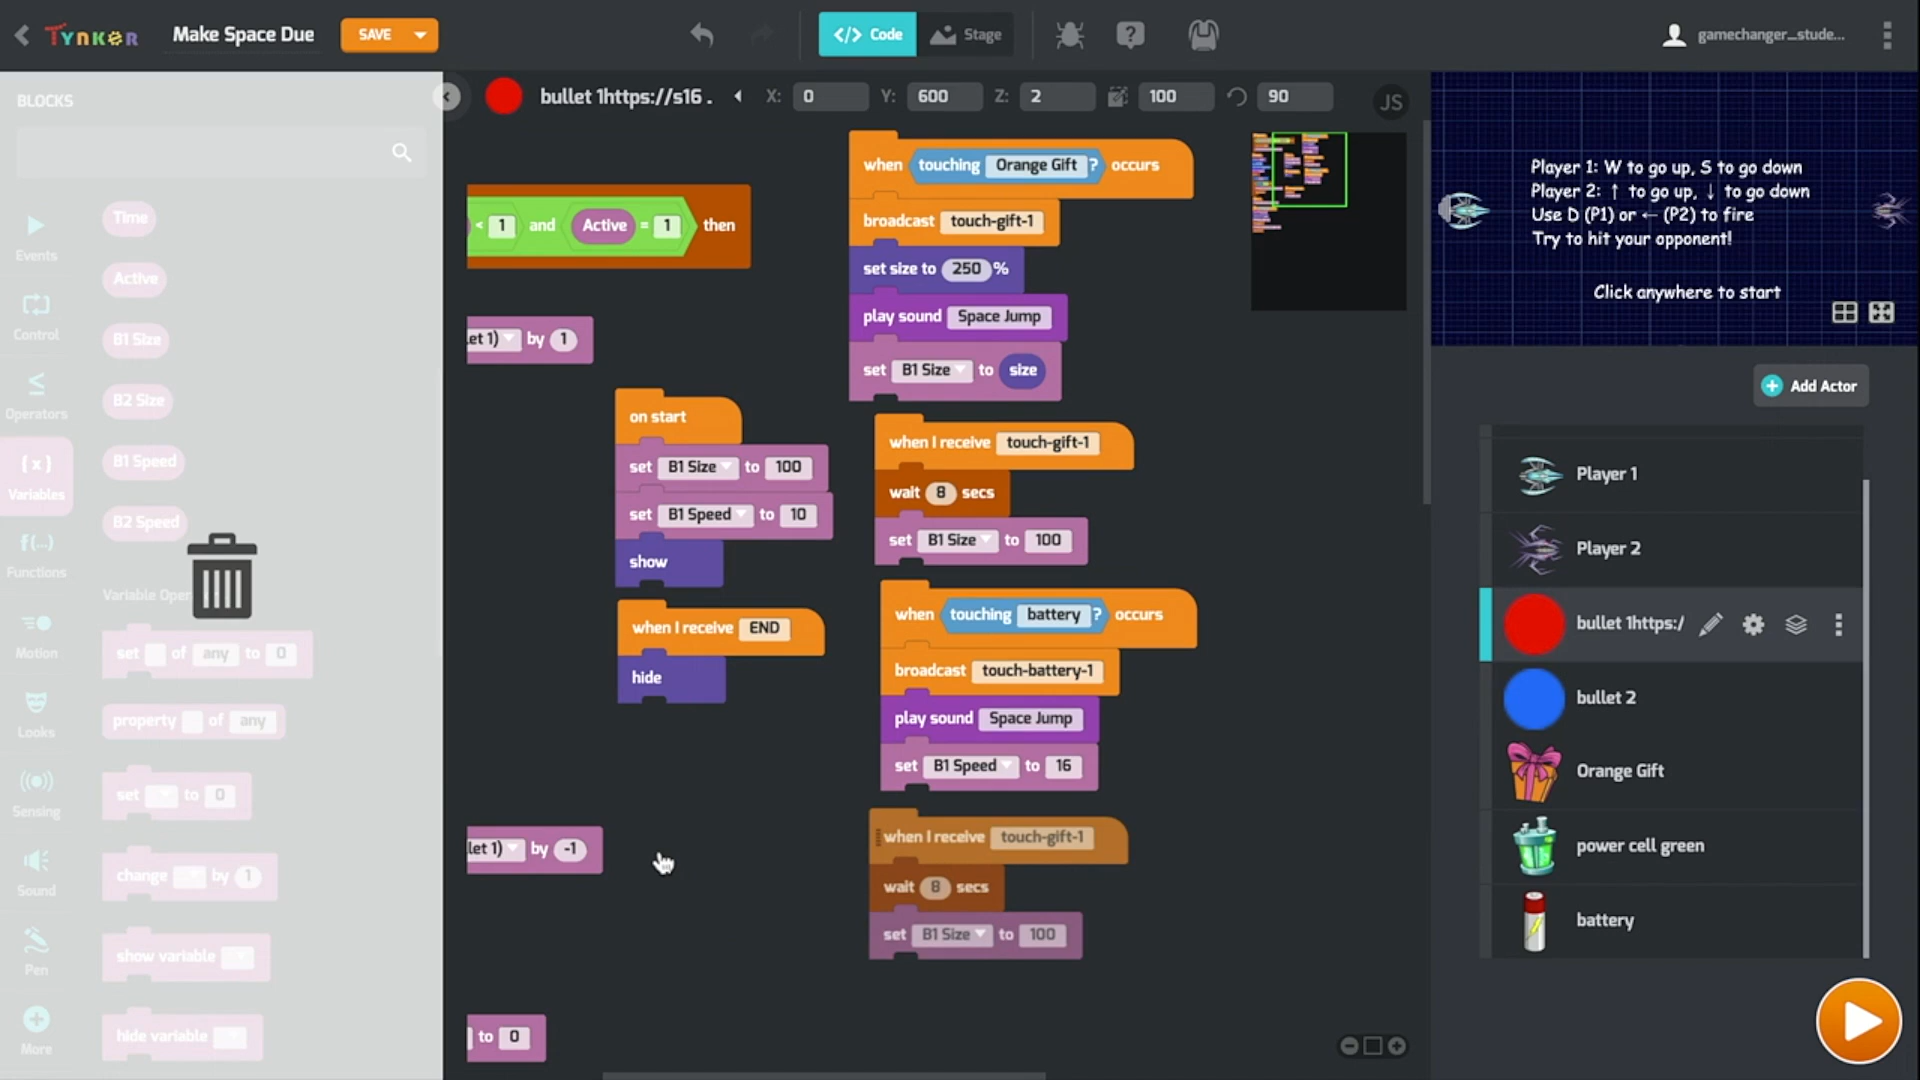 TYNKER
Make Space Due
SAVE
</> Code
Stage
?
gamechanger_stude...
BLOCKS
bullet 1https://s16 .
X: 0
Y: 600
Z: 2
100
90
JS
Events
Control
Operators
Variables
Functions
Motion
Looks
Sensing
Sound
Pen
More
Time
Active
B1 Size
B2 Size
B1 Speed
B2 Speed
Variable Oper
set of any to 0
property of any
set to 0
change by 1
show variable
hide variable
< 1 and Active = 1 then
let 1) by 1
on start
set B1 Size to 100
set B1 Speed to 10
show
when I receive END
hide
let 1) by -1
to 0
when touching Orange Gift ? occurs
broadcast touch-gift-1
set size to 250 %
play sound Space Jump
set B1 Size to size
when I receive touch-gift-1
wait 8 secs
set B1 Size to 100
when touching battery ? occurs
broadcast touch-battery-1
play sound Space Jump
set B1 Speed to 16
when I receive touch-gift-1
wait 8 secs
set B1 Size to 100
Player 1: W to go up, S to go down
Player 2: ↑ to go up, ↓ to go down
Use D (P1) or ← (P2) to fire
Try to hit your opponent!
Click anywhere to start
Add Actor
Player 1
Player 2
bullet 1https:/
bullet 2
Orange Gift
power cell green
battery